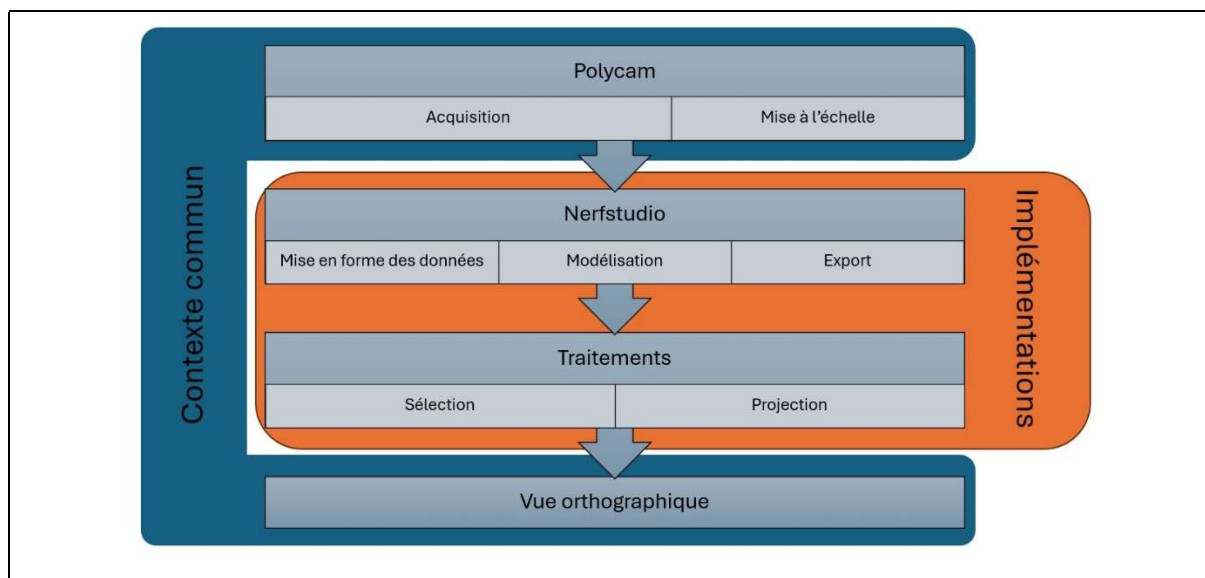 Contexte commun
Polycam
Acquisition
Mise à l'échelle
Implémentations
Nerfstudio
Mise en forme des données
Modélisation
Export
Traitements
Sélection
Projection
Vue orthographique